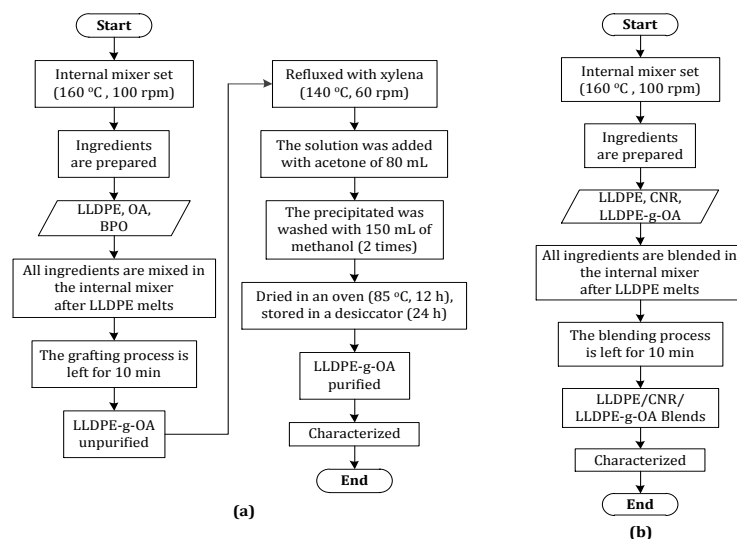 Start
Internal mixer set
(160 °C , 100 rpm)
Ingredients
are prepared
LLDPE, OA,
BPO
All ingredients are mixed in
the internal mixer
after LLDPE melts
The grafting process is
left for 10 min
LLDPE-g-OA
unpurified
Refluxed with xylena
(140 °C, 60 rpm)
The solution was added
with acetone of 80 mL
The precipitated was
washed with 150 mL of
methanol (2 times)
Dried in an oven (85 °C, 12 h),
stored in a desiccator (24 h)
LLDPE-g-OA
purified
Characterized
End
(a)
Start
Internal mixer set
(160 °C, 100 rpm)
Ingredients
are prepared
LLDPE, CNR,
LLDPE-g-OA
All ingredients are blended in
the internal mixer
after LLDPE melts
The blending process
is left for 10 min
LLDPE/CNR/
LLDPE-g-OA Blends
Characterized
End
(b)